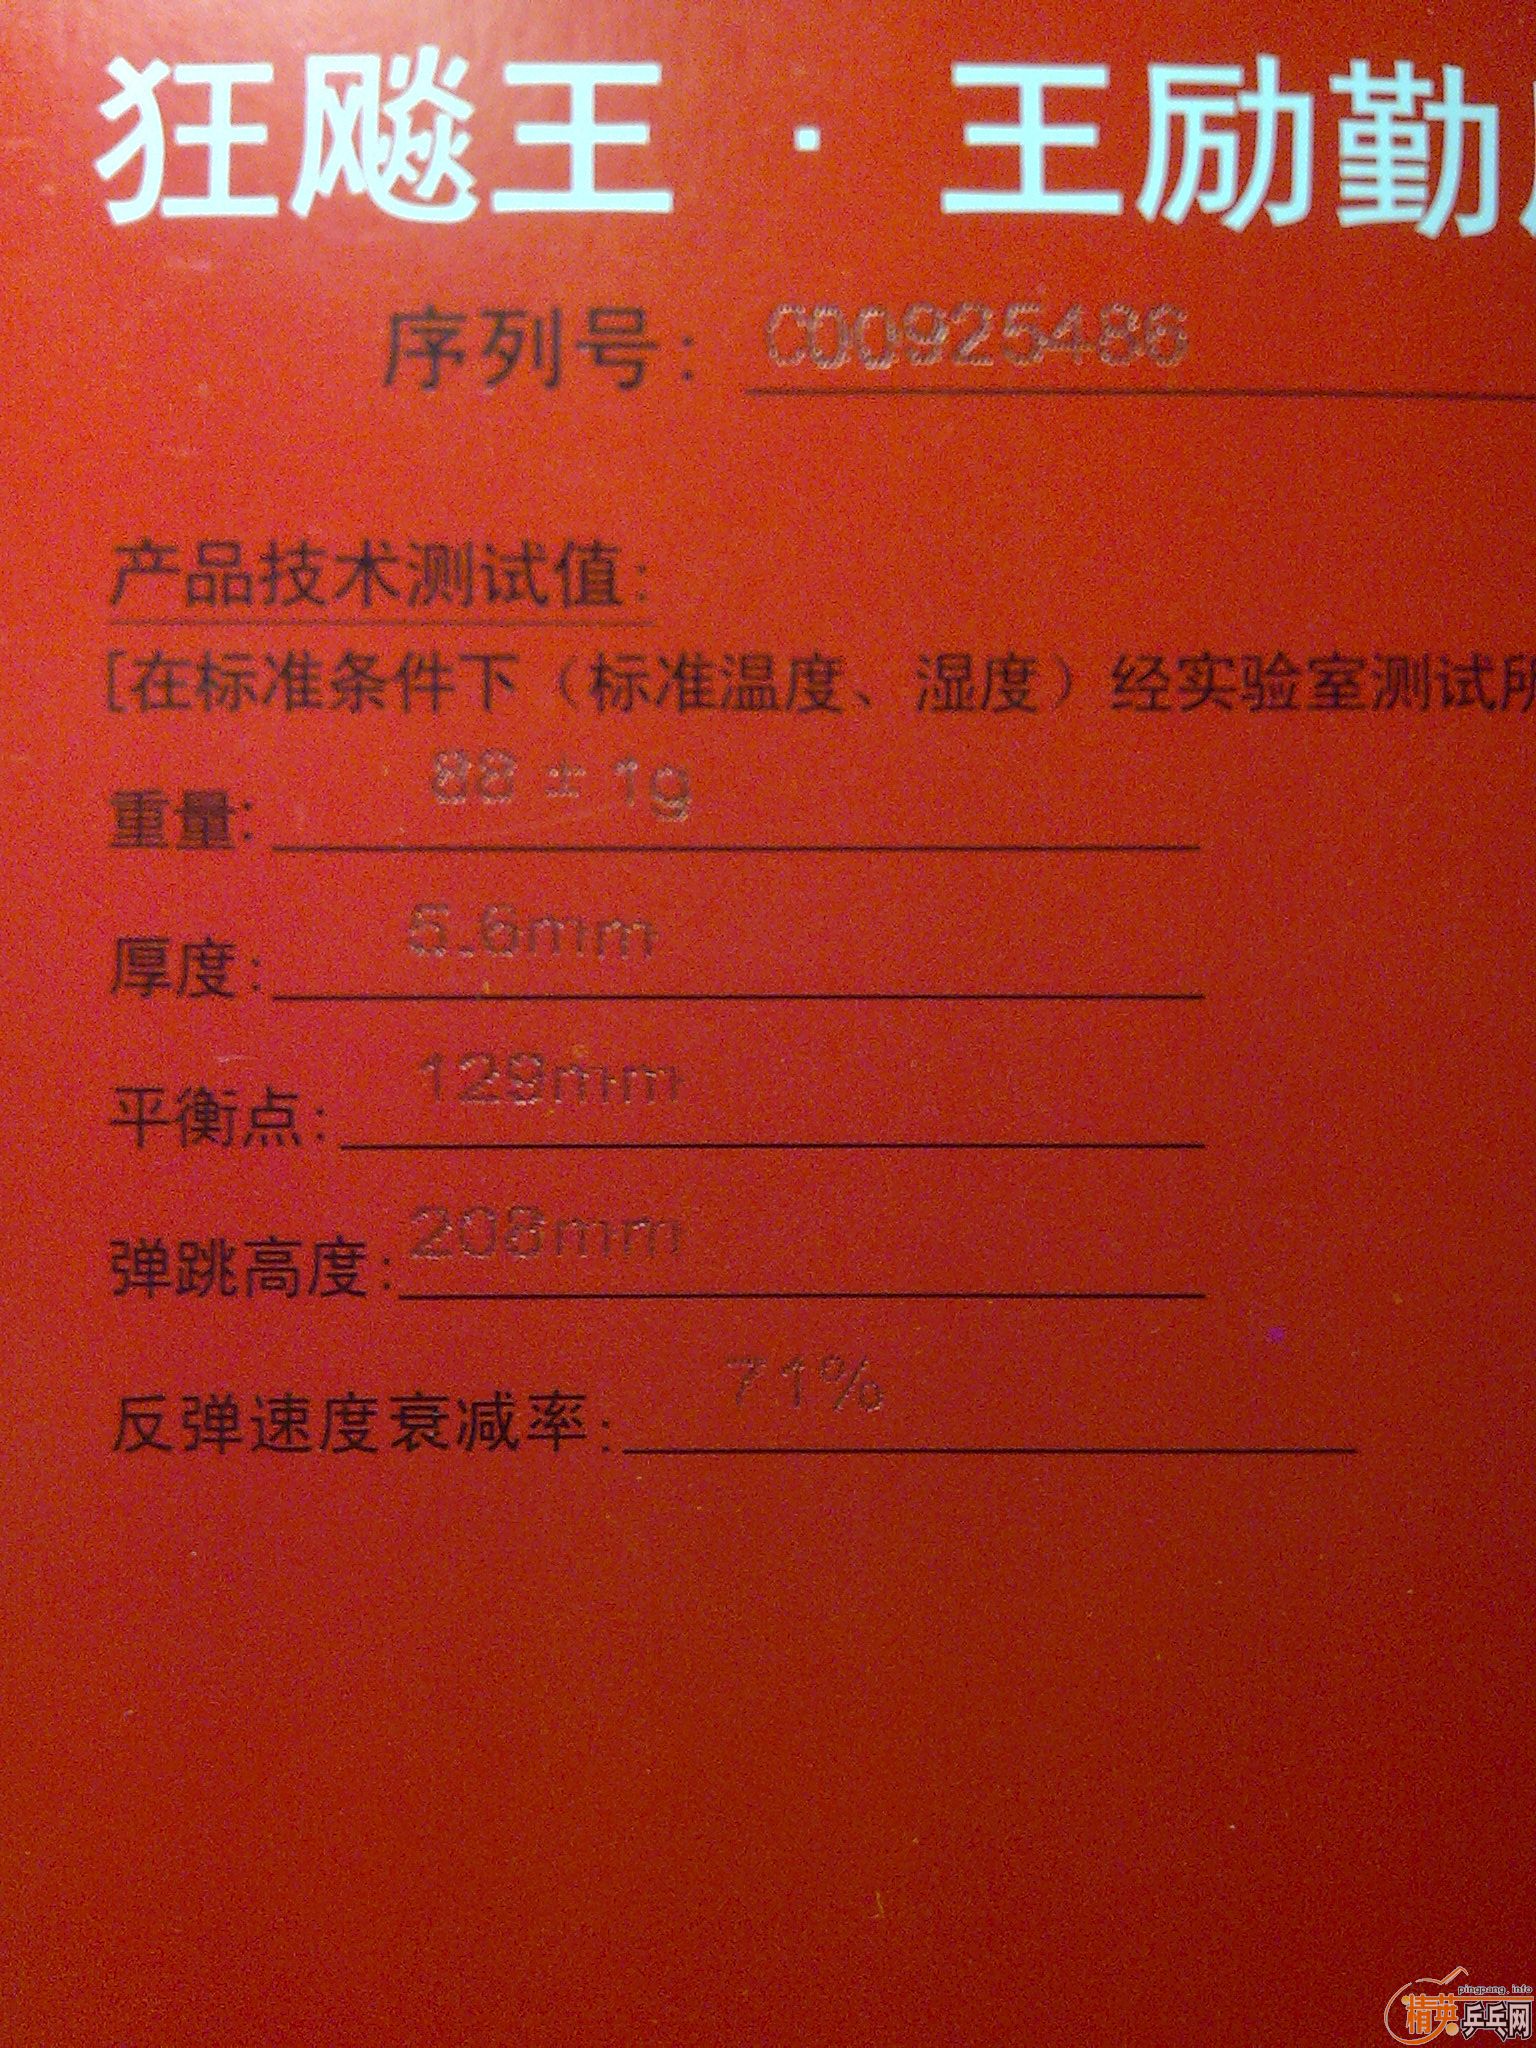 狂飚王·王励勤
序列号：C00925486
产品技术测试值：
[在标准条件下（标准温度、湿度）经实验室测试所
重量： 88±1g
厚度： 5.6mm
平衡点： 129mm
弹跳高度： 208mm
反弹速度衰减率： 71%
pingpang.info
精英乒乓网